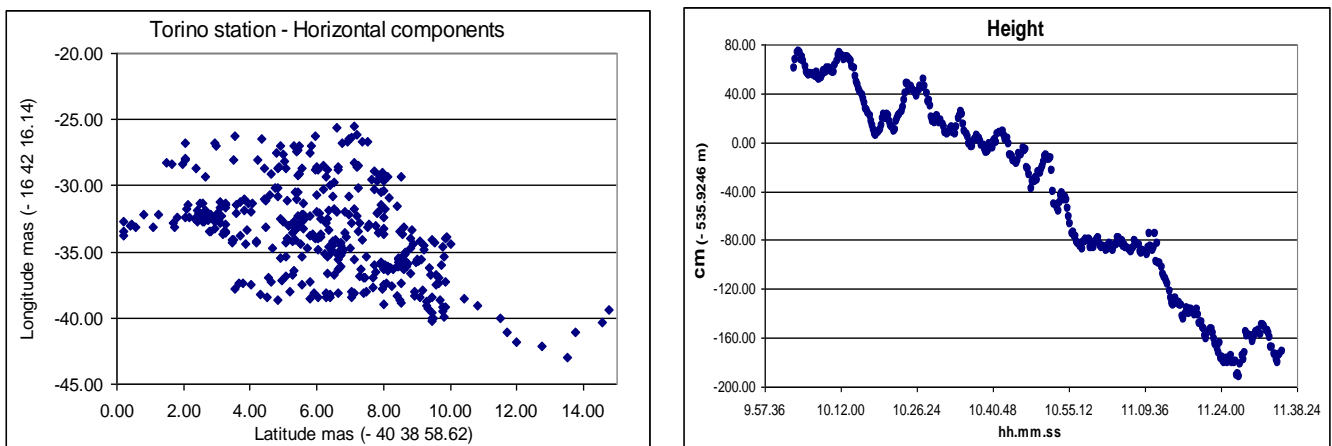 Torino station - Horizontal components
Longitude mas (- 16 42 16.14)
-20.00
-25.00
-30.00
-35.00
-40.00
-45.00
0.00 2.00 4.00 6.00 8.00 10.00 12.00 14.00
Latitude mas (- 40 38 58.62)
Height
cm (- 535.9246 m)
80.00
40.00
0.00
-40.00
-80.00
-120.00
-160.00
-200.00
9.57.36 10.12.00 10.26.24 10.40.48 10.55.12 11.09.36 11.24.00 11.38.24
hh.mm.ss